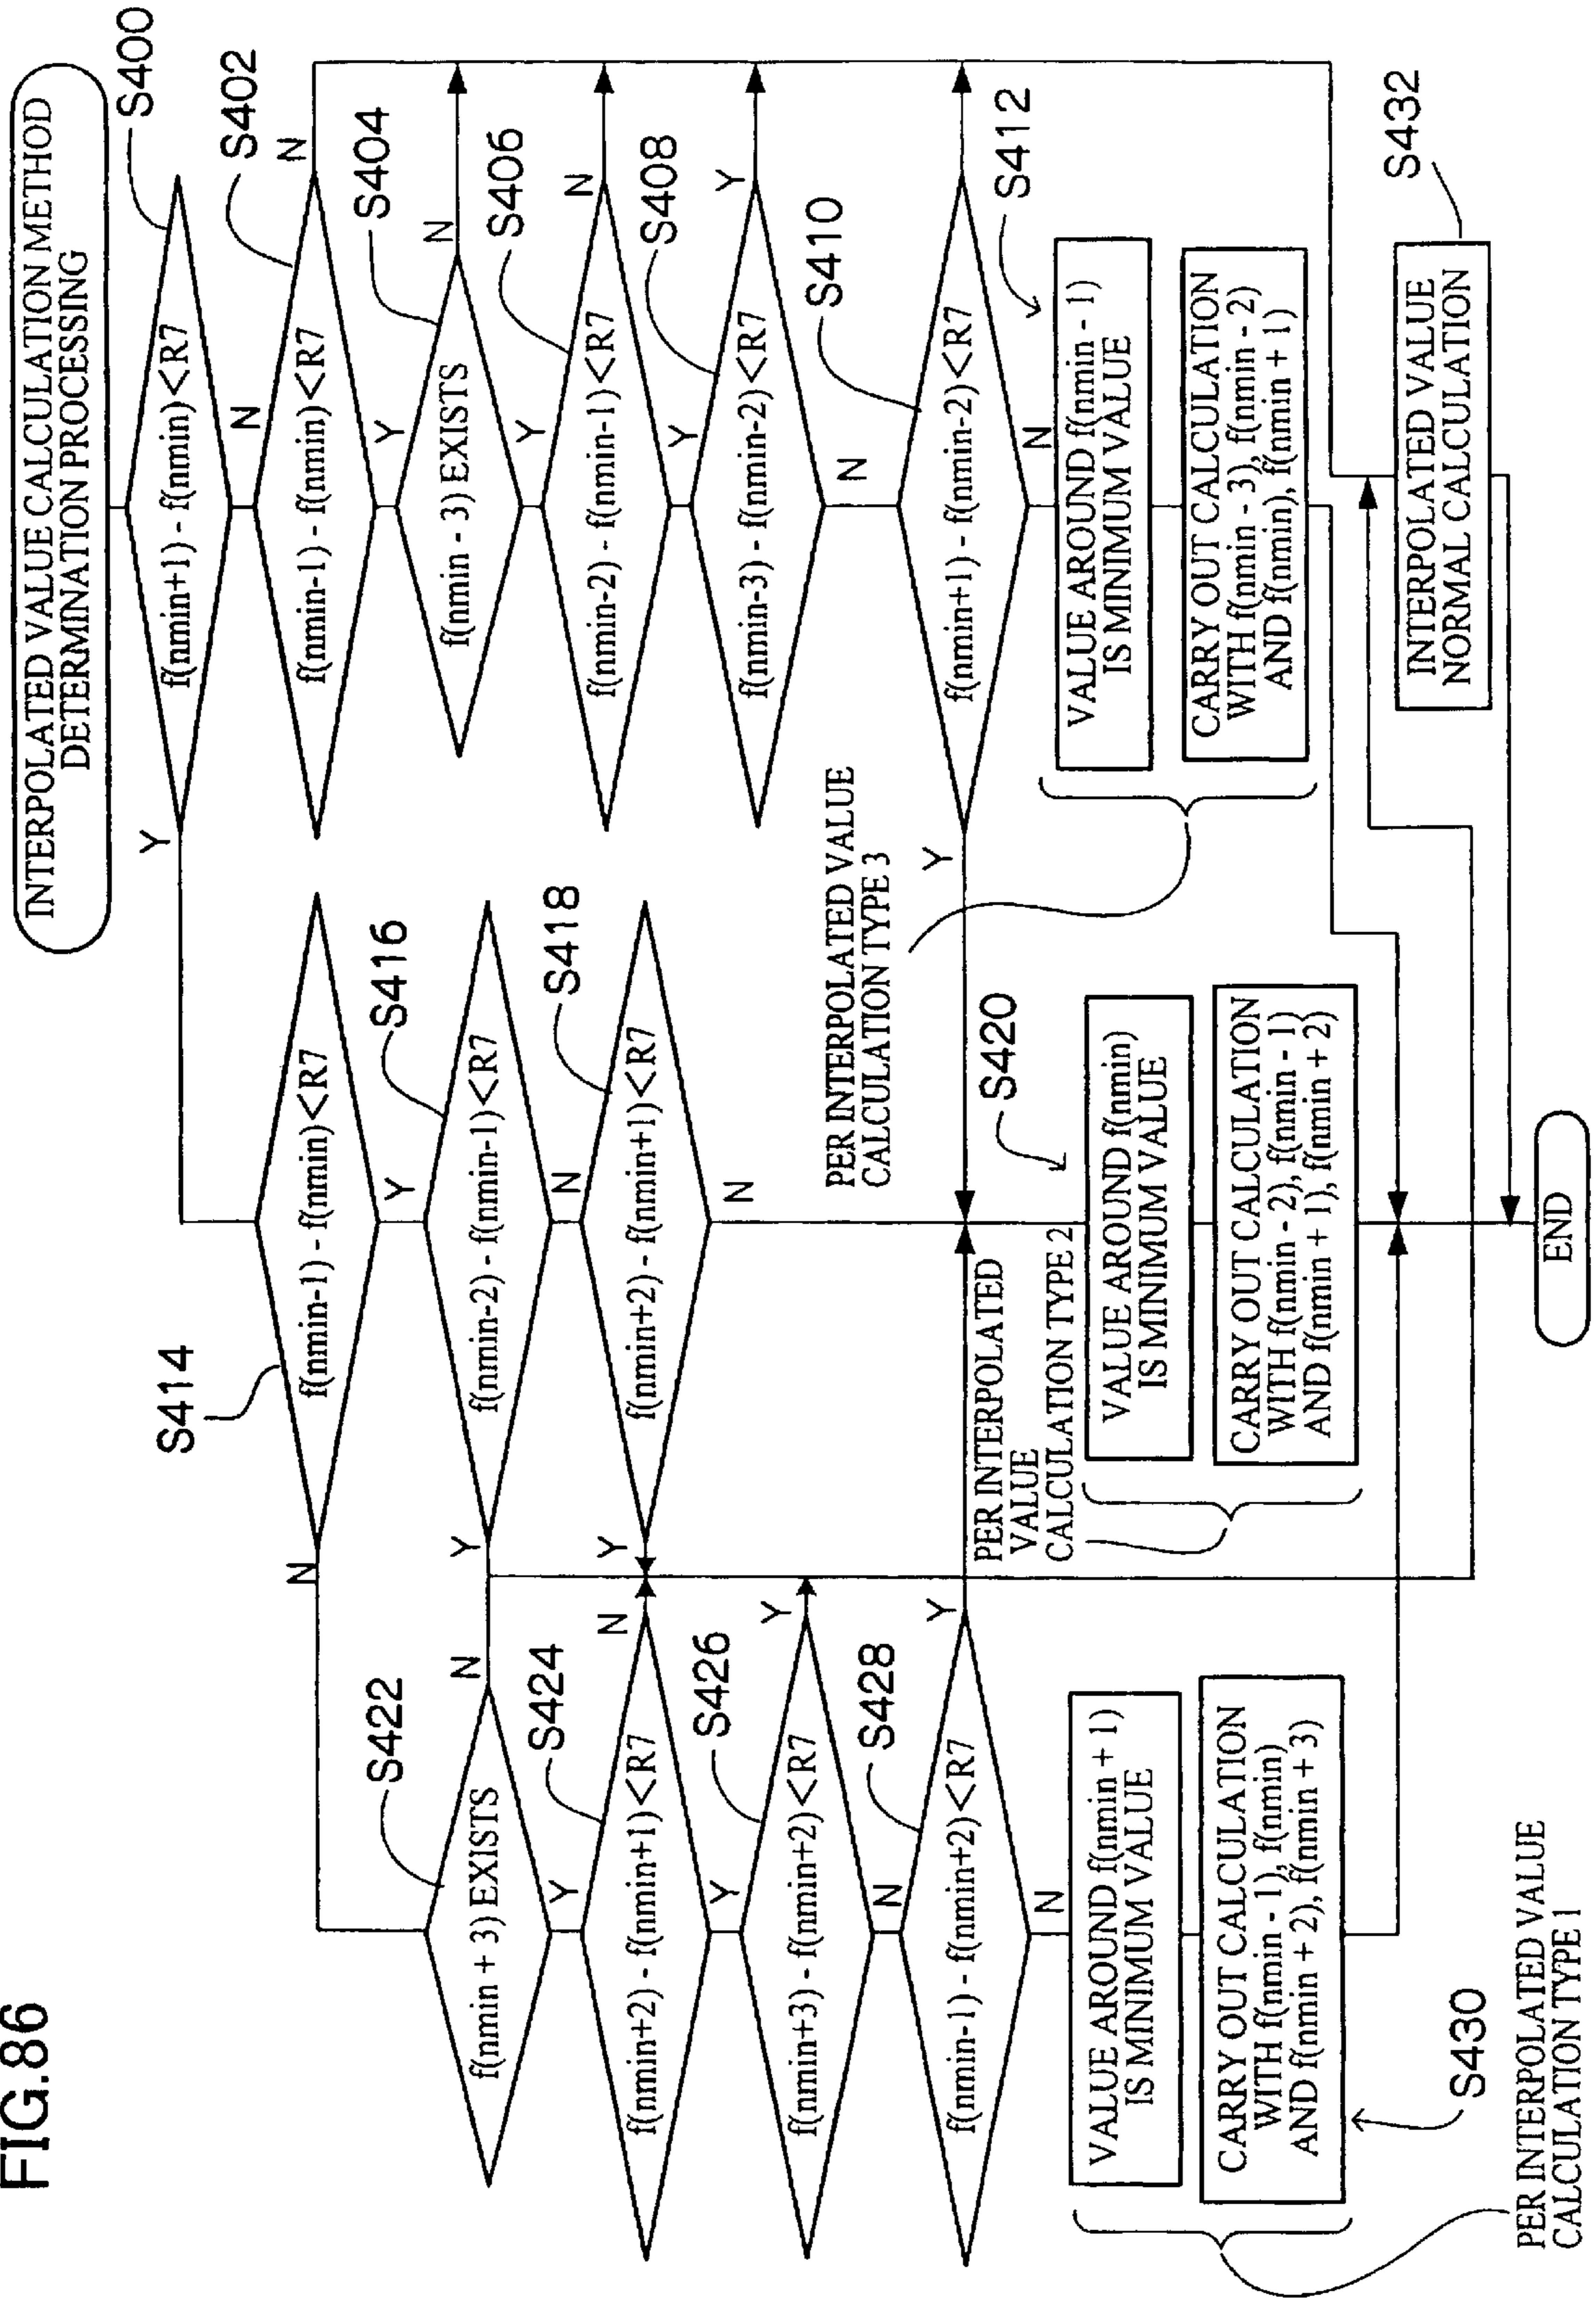 FIG.86
INTERPOLATED VALUE CALCULATION METHOD
DETERMINATION PROCESSING
S400
f(nmin+1) - f(nmin)<R7
Y
N
S402
f(nmin-1) - f(nmin)<R7
N
Y
S404
f(nmin - 3) EXISTS
N
Y
S406
f(nmin-2) - f(nmin-1)<R7
N
Y
S408
f(nmin-3) - f(nmin-2)<R7
Y
N
S410
f(nmin+1) - f(nmin-2)<R7
Y
N
S412
VALUE AROUND f(nmin - 1)
IS MINIMUM VALUE
CARRY OUT CALCULATION
WITH f(nmin - 3), f(nmin - 2)
AND f(nmin), f(nmin + 1)
PER INTERPOLATED VALUE
CALCULATION TYPE 3
S414
f(nmin-1) - f(nmin)<R7
N
Y
S416
f(nmin-2) - f(nmin-1)<R7
Y
N
S418
f(nmin+2) - f(nmin+1)<R7
Y
N
S420
VALUE AROUND f(nmin)
IS MINIMUM VALUE
CARRY OUT CALCULATION
WITH f(nmin - 2), f(nmin - 1)
AND f(nmin + 1), f(nmin + 2)
PER INTERPOLATED
VALUE
CALCULATION TYPE 2
S422
f(nmin + 3) EXISTS
N
Y
S424
f(nmin+2) - f(nmin+1)<R7
N
Y
S426
f(nmin+3) - f(nmin+2)<R7
Y
N
S428
f(nmin-1) - f(nmin+2)<R7
Y
N
VALUE AROUND f(nmin + 1)
IS MINIMUM VALUE
CARRY OUT CALCULATION
WITH f(nmin - 1), f(nmin)
AND f(nmin + 2), f(nmin + 3)
S430
PER INTERPOLATED VALUE
CALCULATION TYPE 1
S432
INTERPOLATED VALUE
NORMAL CALCULATION
END